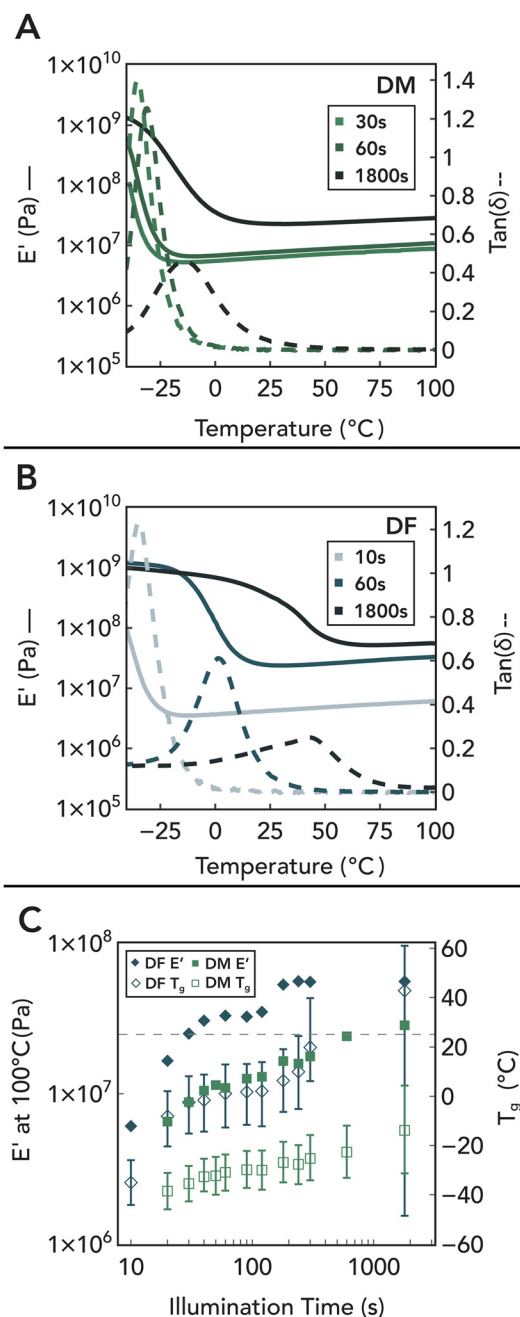 A
1×10¹⁰
1×10⁹
1×10⁸
1×10⁷
1×10⁶
1×10⁵
E' (Pa) —
DM
30s
60s
1800s
1.4
1.2
1
0.8
0.6
0.4
0.2
0
Tan(δ)--
−25 0 25 50 75 100
Temperature (°C)
B
1×10¹⁰
1×10⁹
1×10⁸
1×10⁷
1×10⁶
1×10⁵
E' (Pa) —
DF
10s
60s
1800s
1.2
1
0.8
0.6
0.4
0.2
0
Tan(δ)--
−25 0 25 50 75 100
Temperature (°C)
C
1×10⁸
1×10⁷
1×10⁶
E' at 100°C(Pa)
DF E' DM E'
DF Tg DM Tg
60
40
20
0
−20
−40
−60
Tg (°C)
10 100 1000
Illumination Time (s)